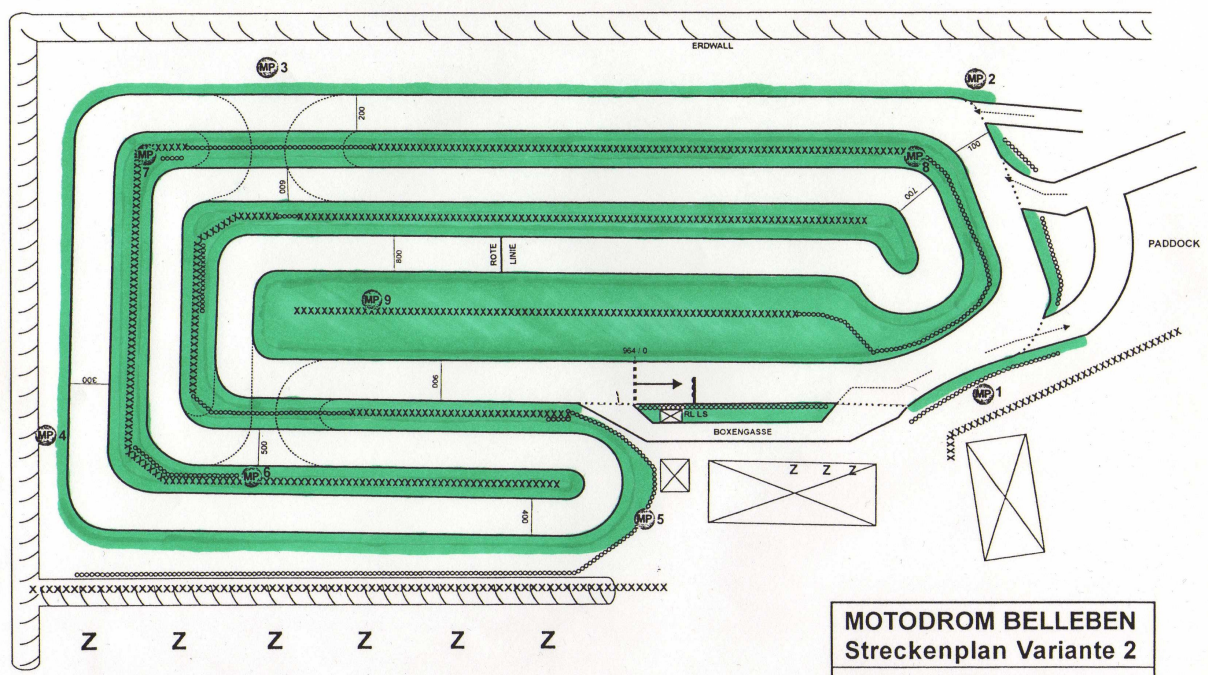 ERDWALL
MP 3
MP 2
200
MP 7
MP 8
100
600
700
ROTE LINIE
800
PADDOCK
MP 9
964 / 0
300
900
MP 1
RL LS
BOXENGASSE
MP 4
500
MP 6
Z Z Z
400
MP 5
Z Z Z Z Z Z
MOTODROM BELLEBEN
Streckenplan Variante 2